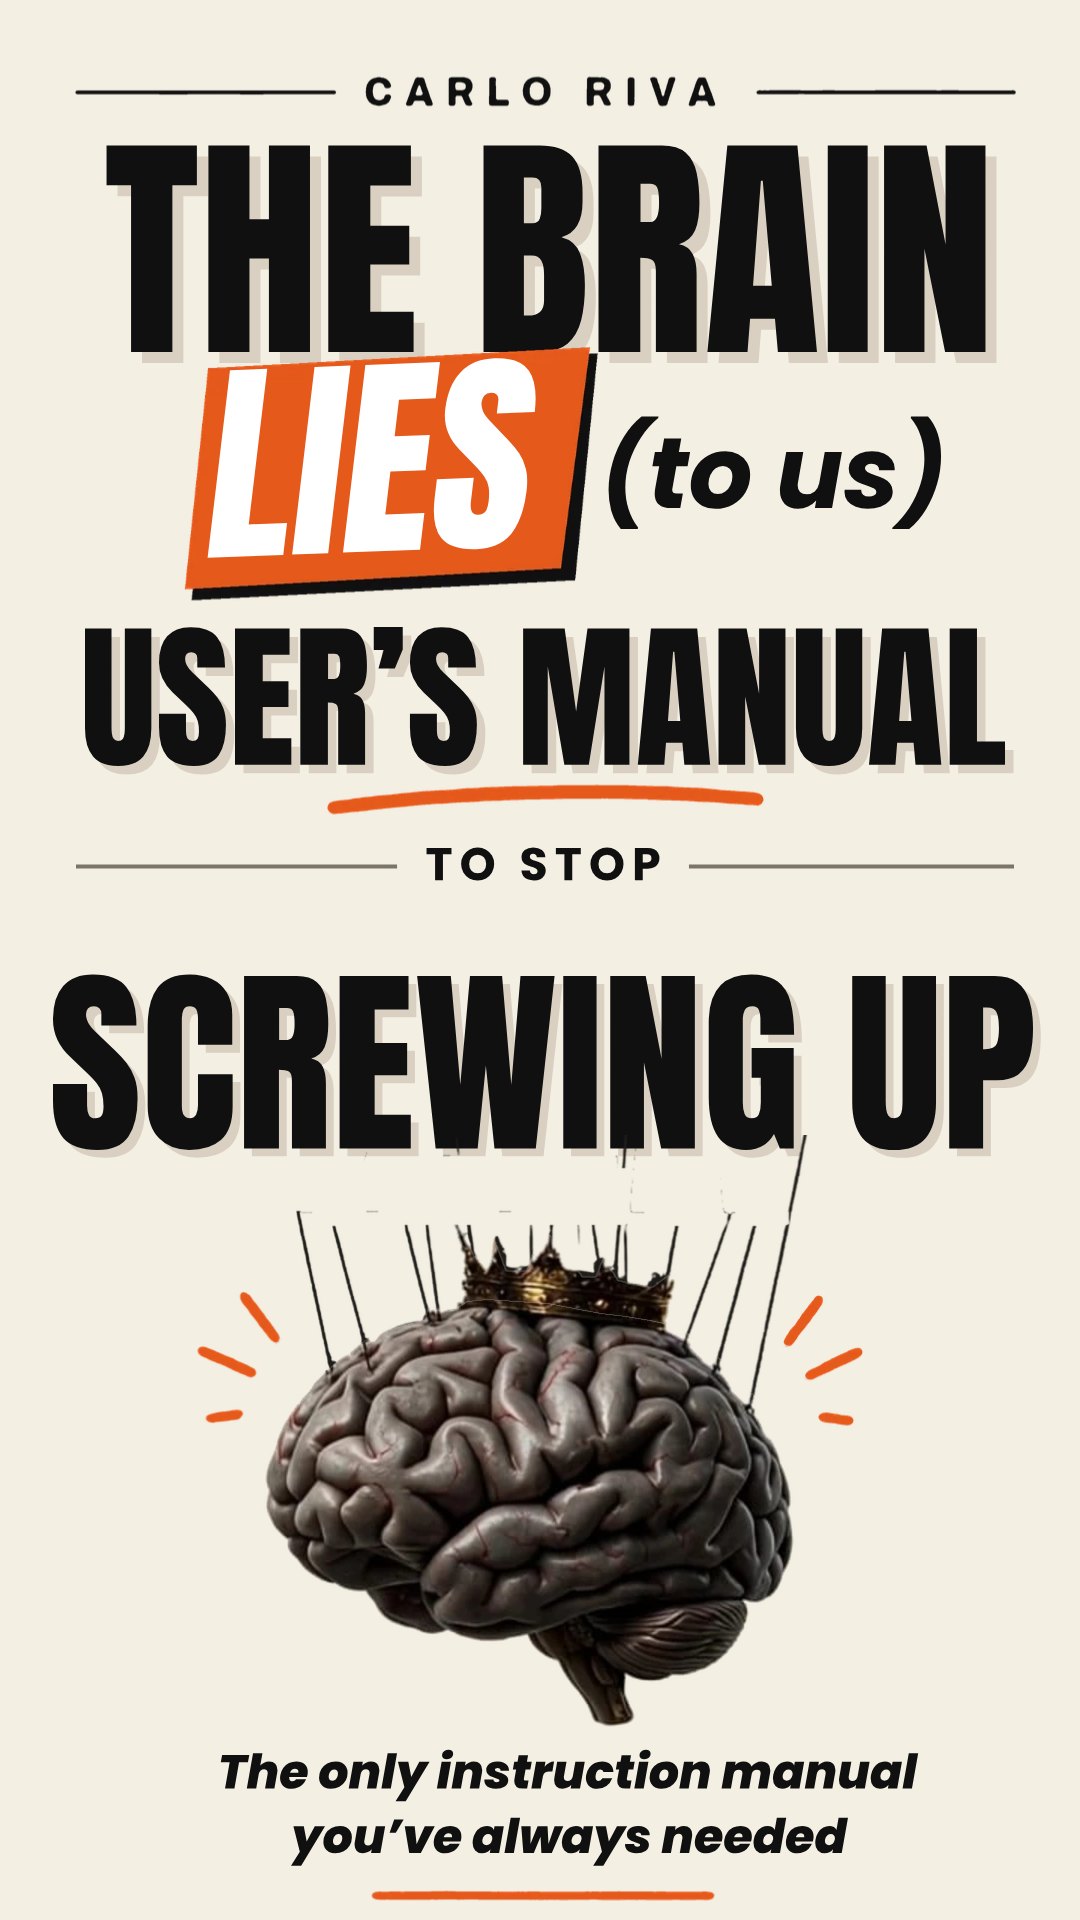 CARLO RIVA
THE BRAIN
LIES (to us)
USER’S MANUAL
TO STOP
SCREWING UP
The only instruction manual
you’ve always needed